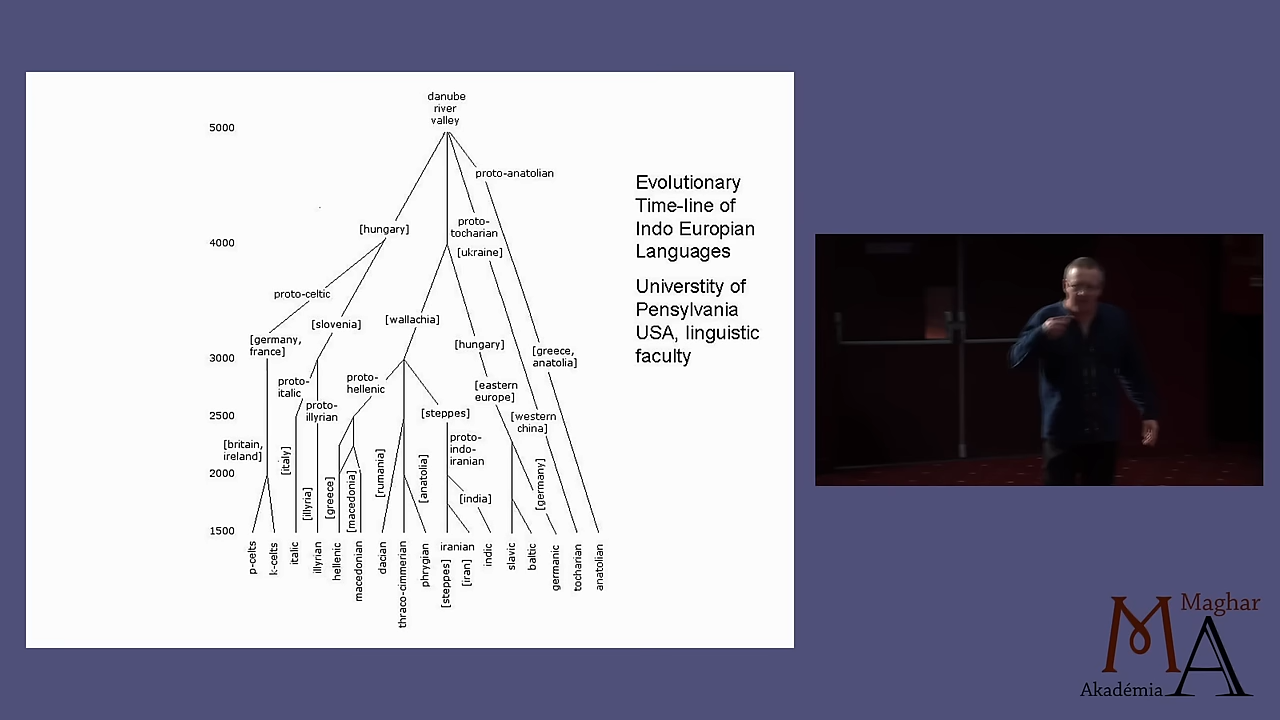 danube
river
valley
5000
proto-anatolian
[hungary]
proto-
tocharian
4000
[ukraine]
proto-celtic
[slovenia]
[wallachia]
[germany,
france]
[hungary]
[greece,
anatolia]
3000
proto-
italic
proto-
hellenic
[eastern
europe]
proto-
illyrian
2500
[steppes]
[western
china]
[britain,
ireland]
[italy]
proto-
indo-
iranian
2000
[illyria]
[greece]
[macedonia]
[rumania]
[anatolia]
[india]
[germany]
1500
p-celts
k-celts
italic
illyrian
hellenic
macedonian
dacian
thraco-cimmerian
phrygian
iranian
[steppes]
[iran]
indic
slavic
baltic
germanic
tocharian
anatolian
Evolutionary
Time-line of
Indo Europian
Languages
Universtity of
Pensylvania
USA, linguistic
faculty
Maghar
MA
Akadémia